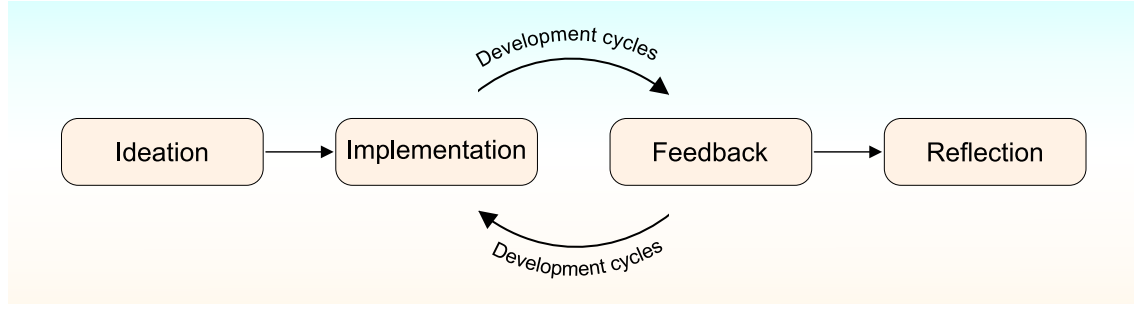 Development cycles
Ideation
Implementation
Feedback
Reflection
Development cycles